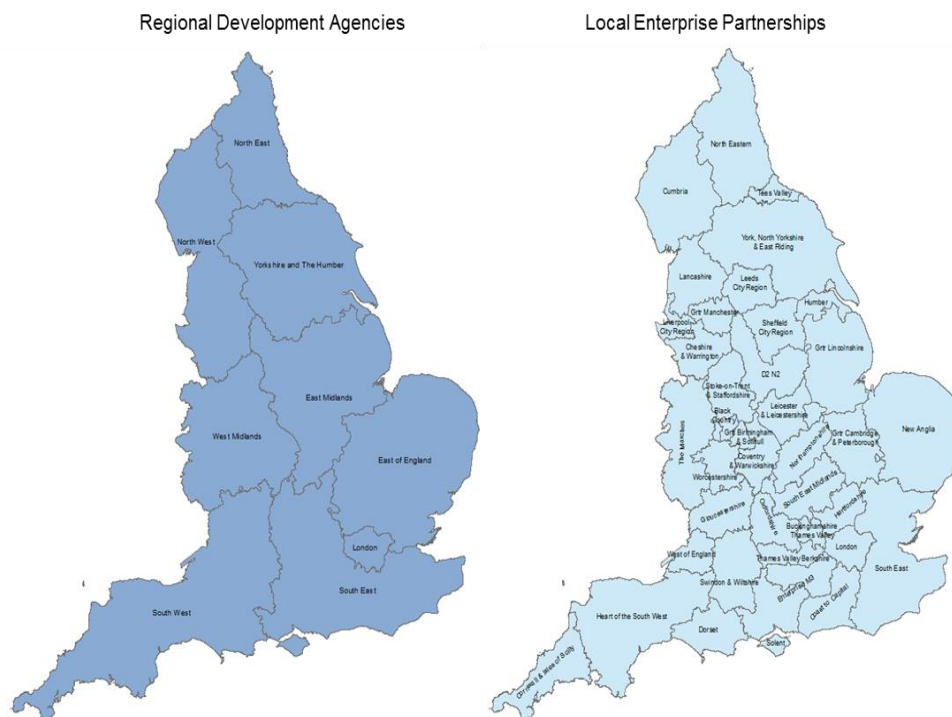 Regional Development Agencies
Local Enterprise Partnerships
North East
North West
Yorkshire and The Humber
East Midlands
West Midlands
East of England
London
South East
South West
North Eastern
Cumbria
Tees Valley
York, North Yorkshire
& East Riding
Lancashire
Leeds
City Region
Humber
Grtr Manchester
Liverpool
City Region
Sheffield
City Region
Cheshire
& Warrington
Grtr Lincolnshire
D2 N2
Stoke-on-Trent
& Staffordshire
Leicester
& Leicestershire
Black
Country
Grtr Birmingham
& Solihull
The Marches
Northamptonshire
Grtr Cambridge
& Peterborough
New Anglia
Coventry
& Warwickshire
Worcestershire
South East Midlands
Hertfordshire
Gloucestershire
Oxfordshire
Buckinghamshire
Thames Valley
London
West of England
Thames Valley Berkshire
South East
Swindon & Wiltshire
Enterprise M3
Coast to Capital
Heart of the South West
Dorset
Solent
Cornwall & Isles of Scilly